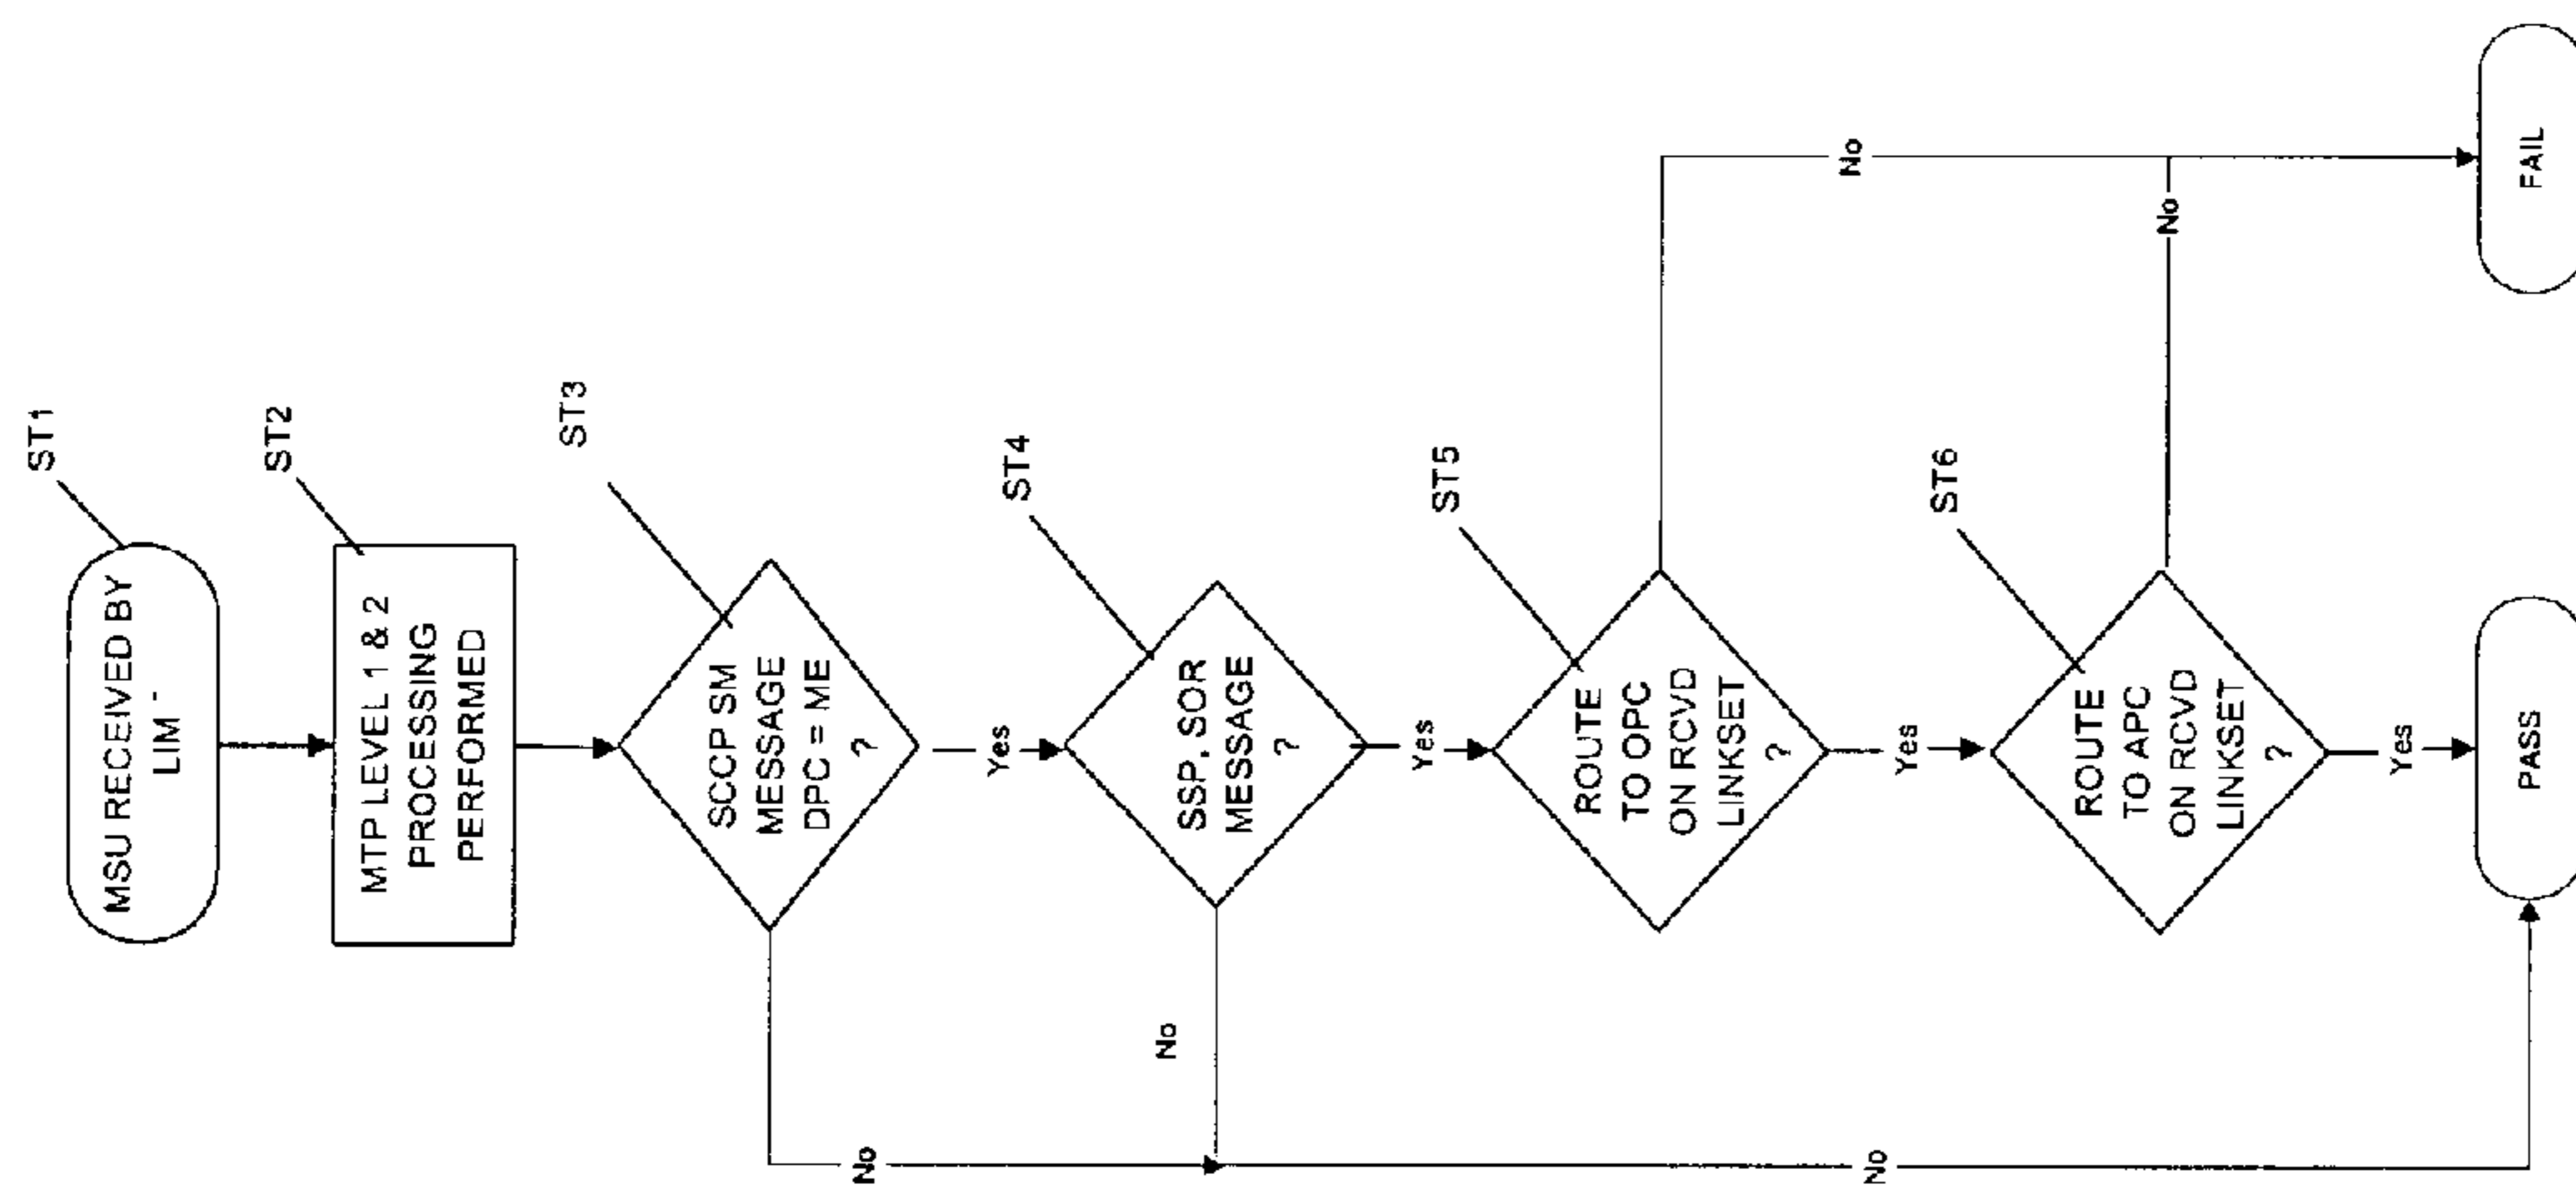 ST1
MSU RECEIVED BY
LIM
ST2
MTP LEVEL 1 & 2
PROCESSING
PERFORMED
ST3
SCCP SM
MESSAGE
DPC = ME
?
No
Yes
ST4
SSP, SOR
MESSAGE
?
No
Yes
ST5
ROUTE
TO OPC
ON RCVD
LINKSET
?
No
Yes
No
ST6
ROUTE
TO APC
ON RCVD
LINKSET
?
No
Yes
PASS
FAIL